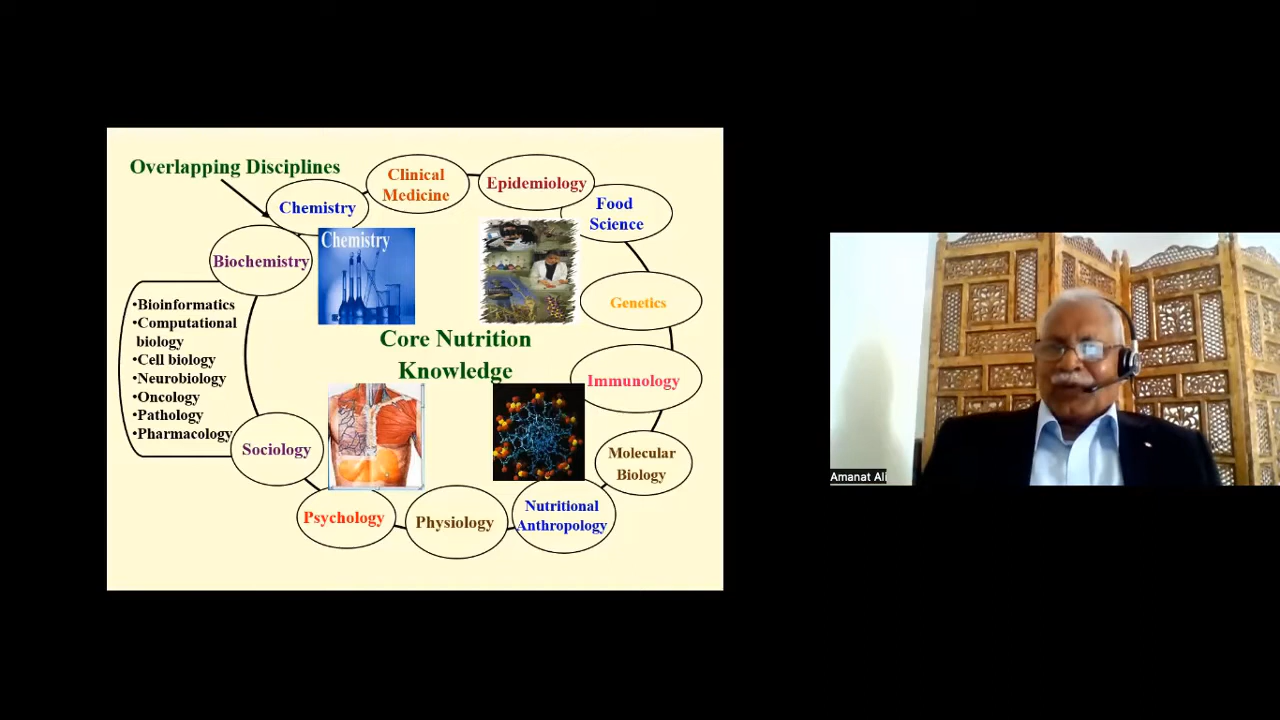 Overlapping Disciplines
Clinical
Medicine
Epidemiology
Food
Science
Chemistry
Chemistry
Biochemistry
Genetics
•Bioinformatics
•Computational
biology
•Cell biology
•Neurobiology
•Oncology
•Pathology
•Pharmacology
Core Nutrition
Knowledge
Immunology
Sociology
Molecular
Biology
Psychology
Physiology
Nutritional
Anthropology
Amanat Ali